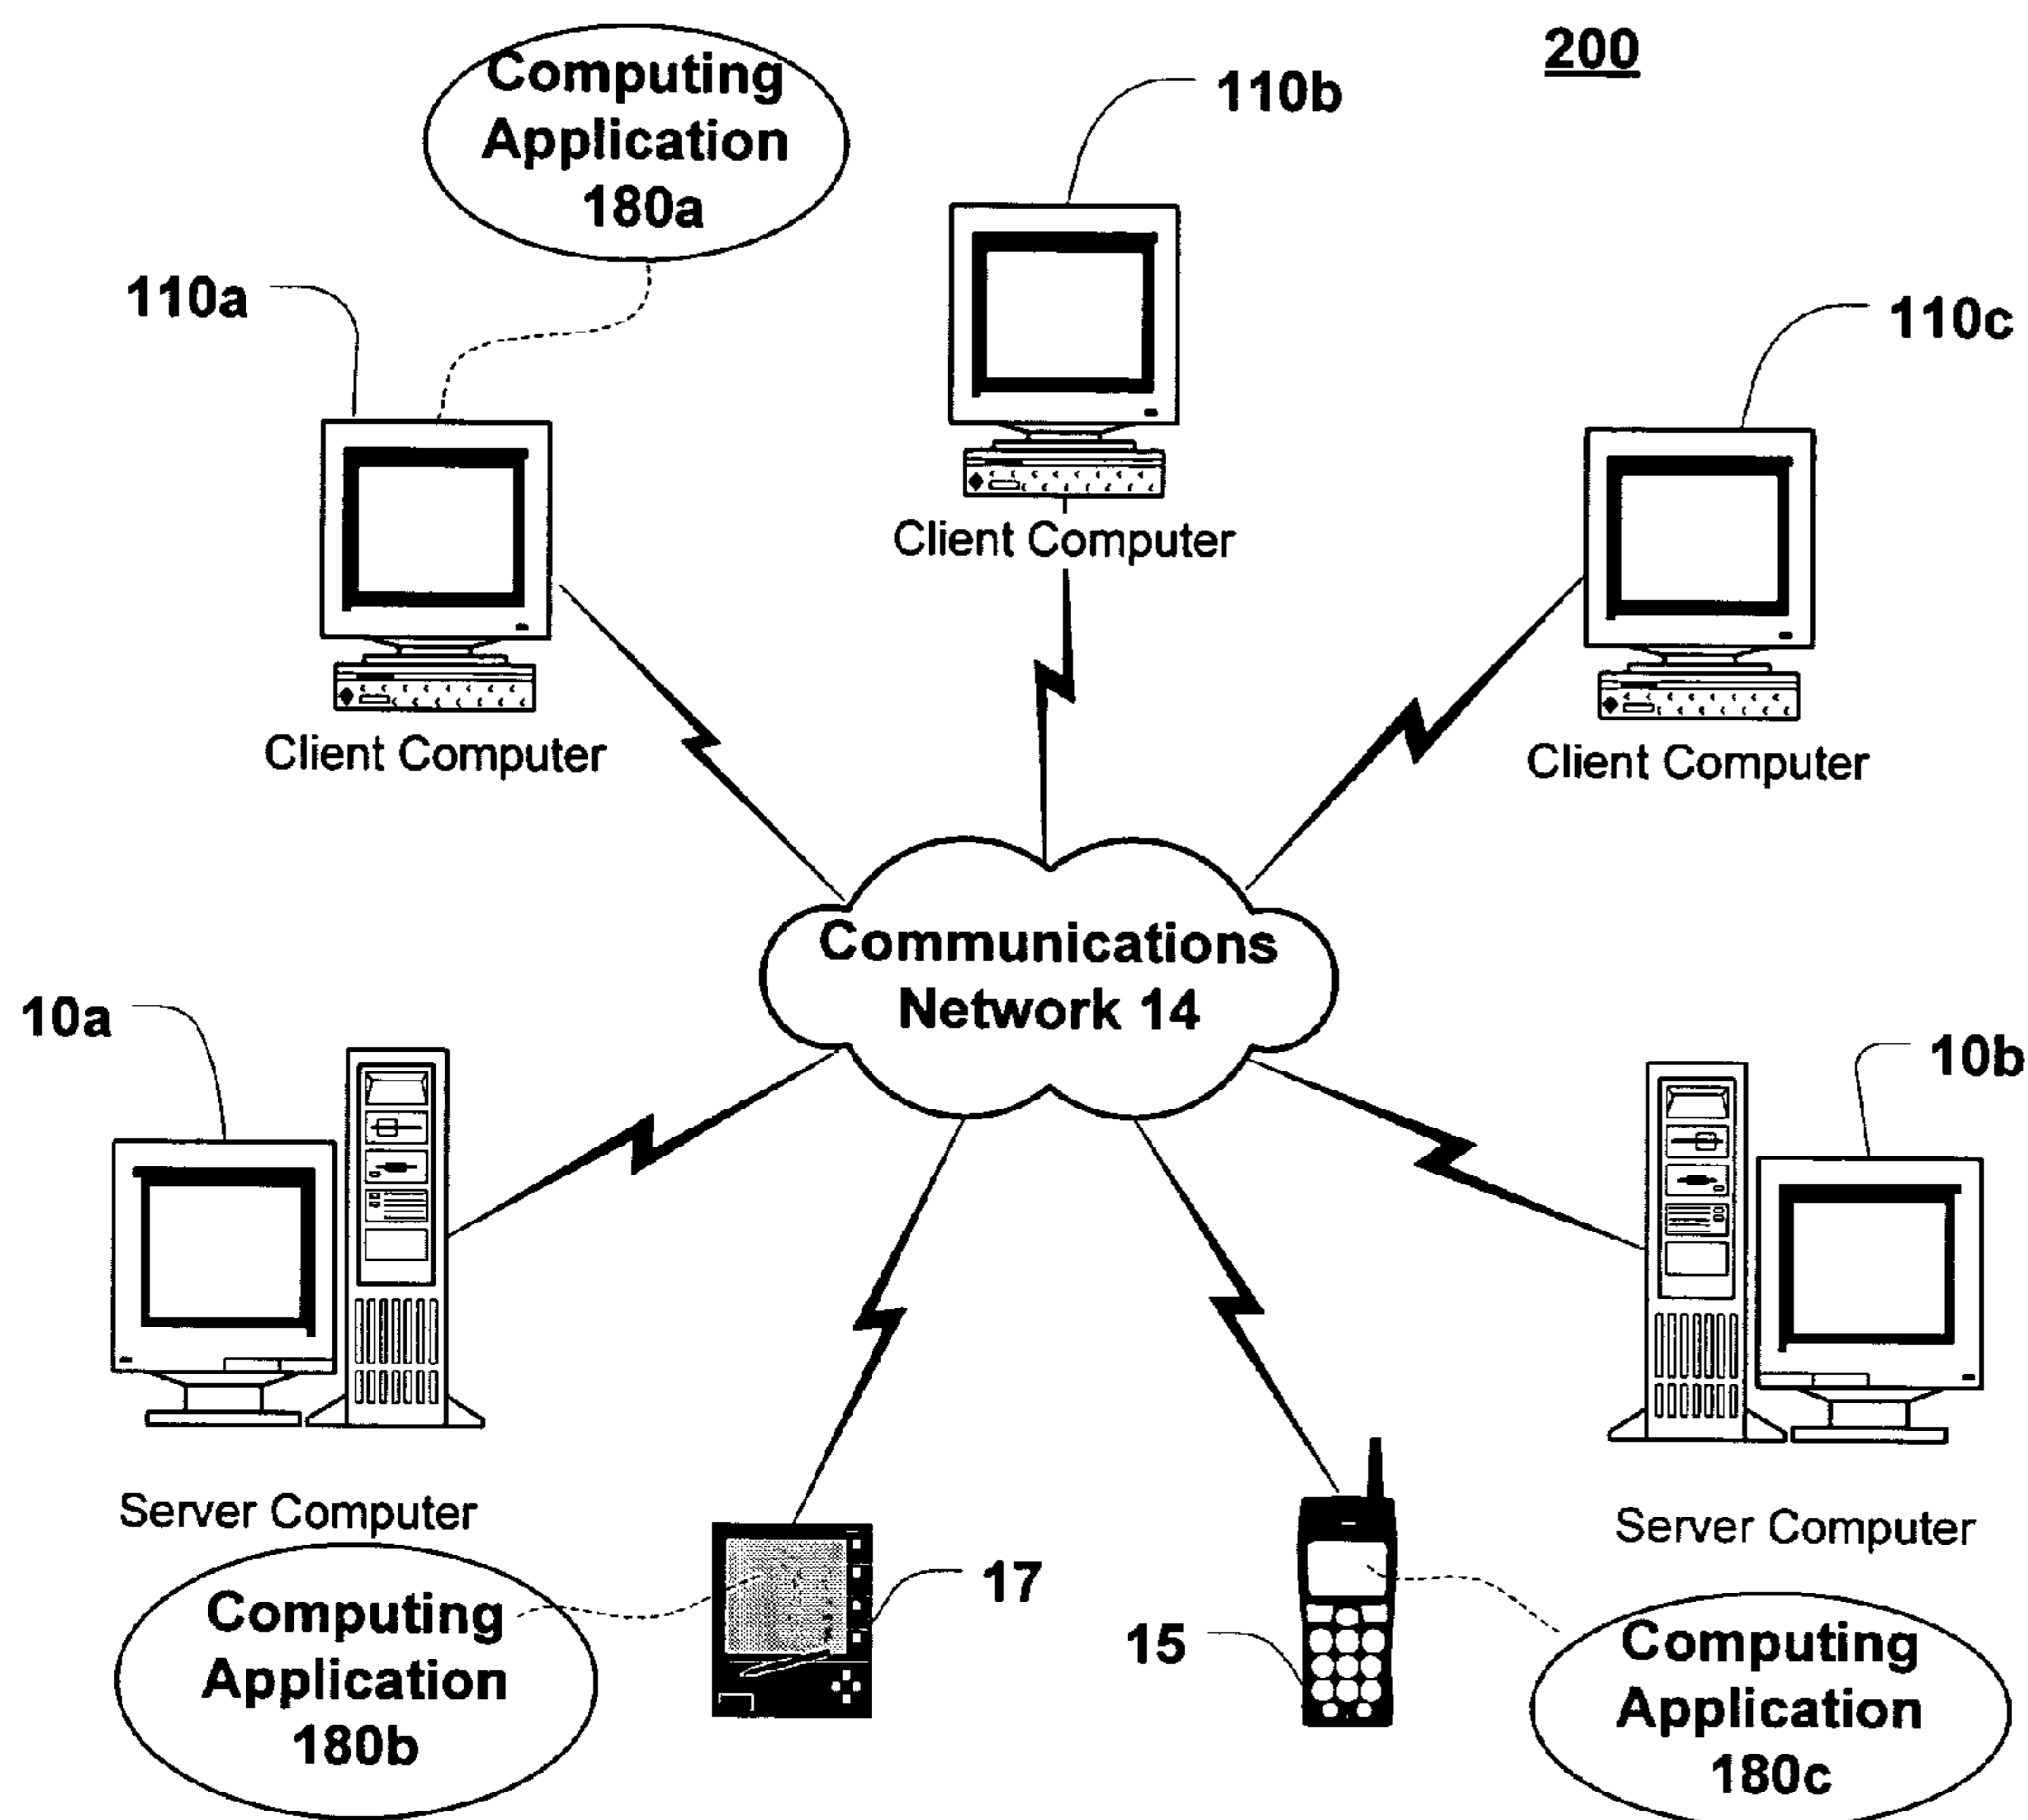 200
Computing
Application
180a
110b
110a
110c
Client Computer
Client Computer
Client Computer
Communications
Network 14
10a
10b
Server Computer
Server Computer
17
15
Computing
Application
180b
Computing
Application
180c